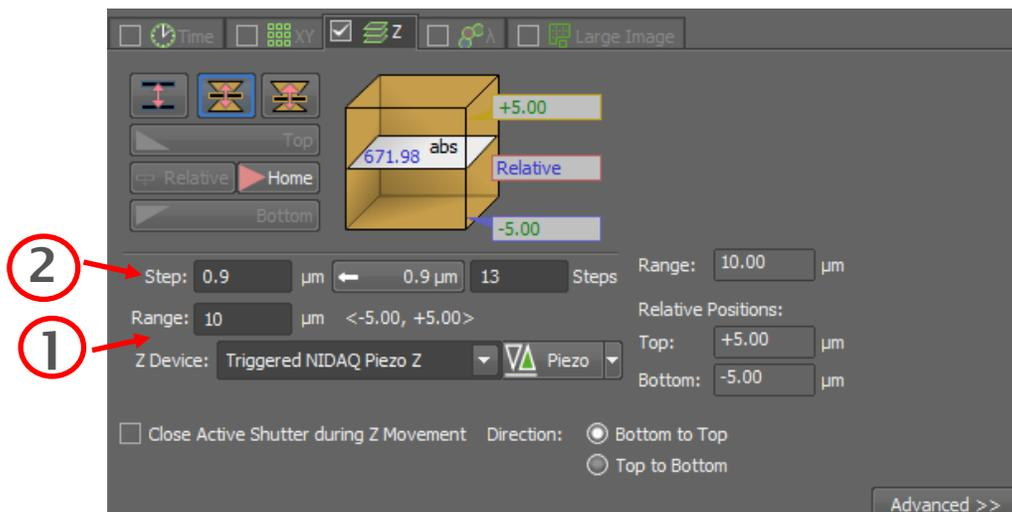 Time XY Z λ Large Image
Top
Relative Home
Bottom
+5.00
671.98 abs
Relative
-5.00
2
Step: 0.9 µm 0.9 µm 13 Steps
Range: 10 µm <-5.00, +5.00>
1
Z Device: Triggered NIDAQ Piezo Z Piezo
Range: 10.00 µm
Relative Positions:
Top: +5.00 µm
Bottom: -5.00 µm
Close Active Shutter during Z Movement Direction: Bottom to Top
Top to Bottom
Advanced >>